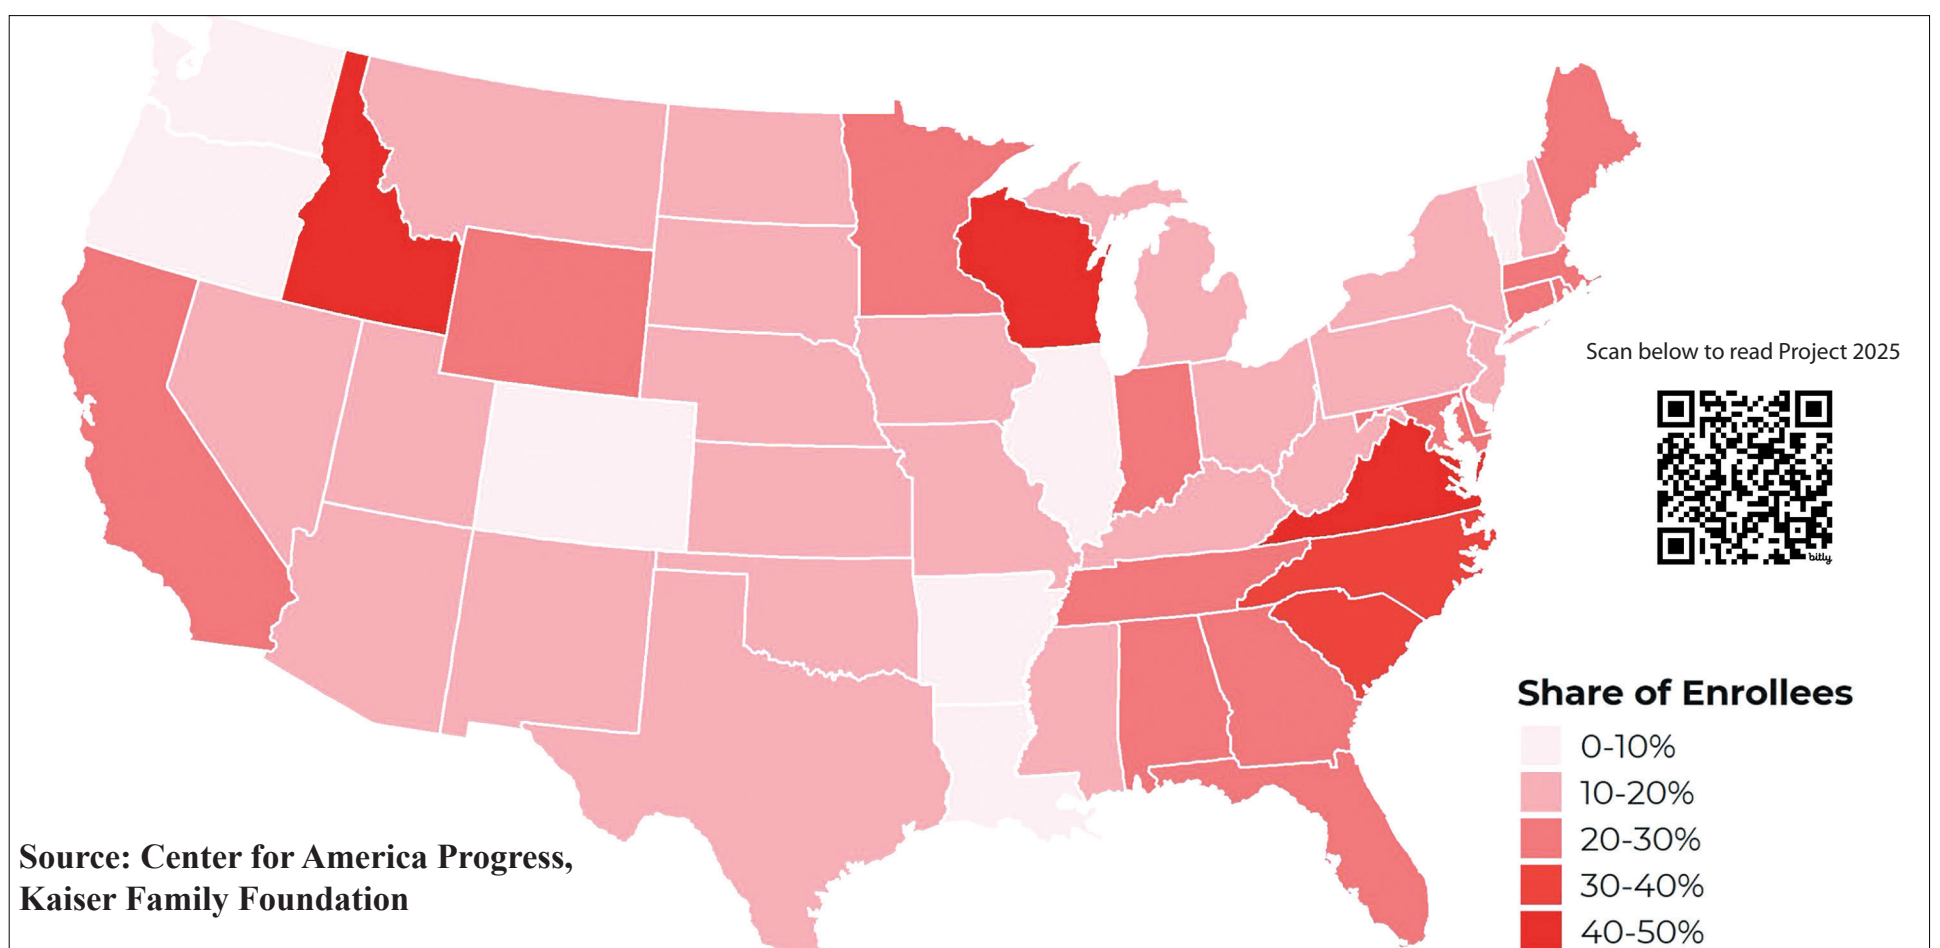 Scan below to read Project 2025
bitly
Share of Enrollees
0-10%
10-20%
20-30%
30-40%
40-50%
Source: Center for America Progress,
Kaiser Family Foundation